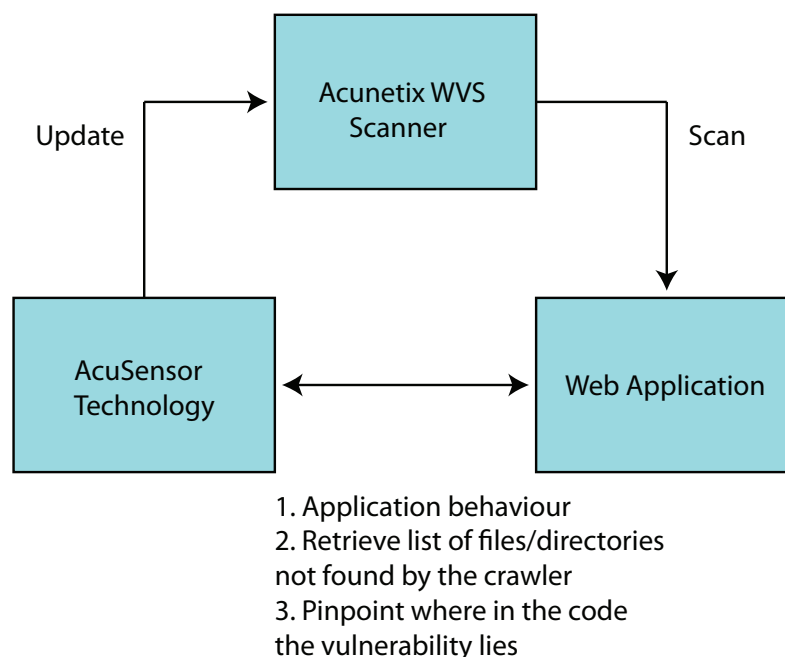 Acunetix WVS
Scanner
Update
Scan
AcuSensor
Technology
Web Application
1. Application behaviour
2. Retrieve list of files/directories
not found by the crawler
3. Pinpoint where in the code
the vulnerability lies